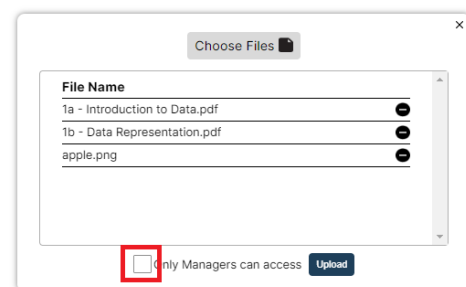 ×
Choose Files
File Name
1a - Introduction to Data.pdf
1b - Data Representation.pdf
apple.png
Only Managers can access Upload